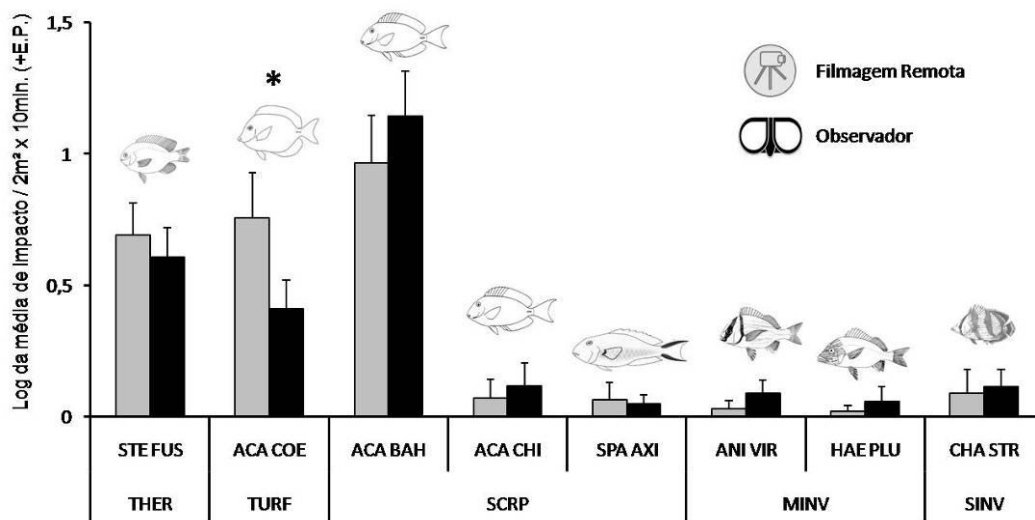 Log da média de Impacto / 2m² x 10min. (+E.P.)
1,5
1
0,5
0
*
Filmagem Remota
Observador
STE FUS ACA COE ACA BAH ACA CHI SPA AXI ANI VIR HAE PLU CHA STR
THER TURF SCRP MINV SINV